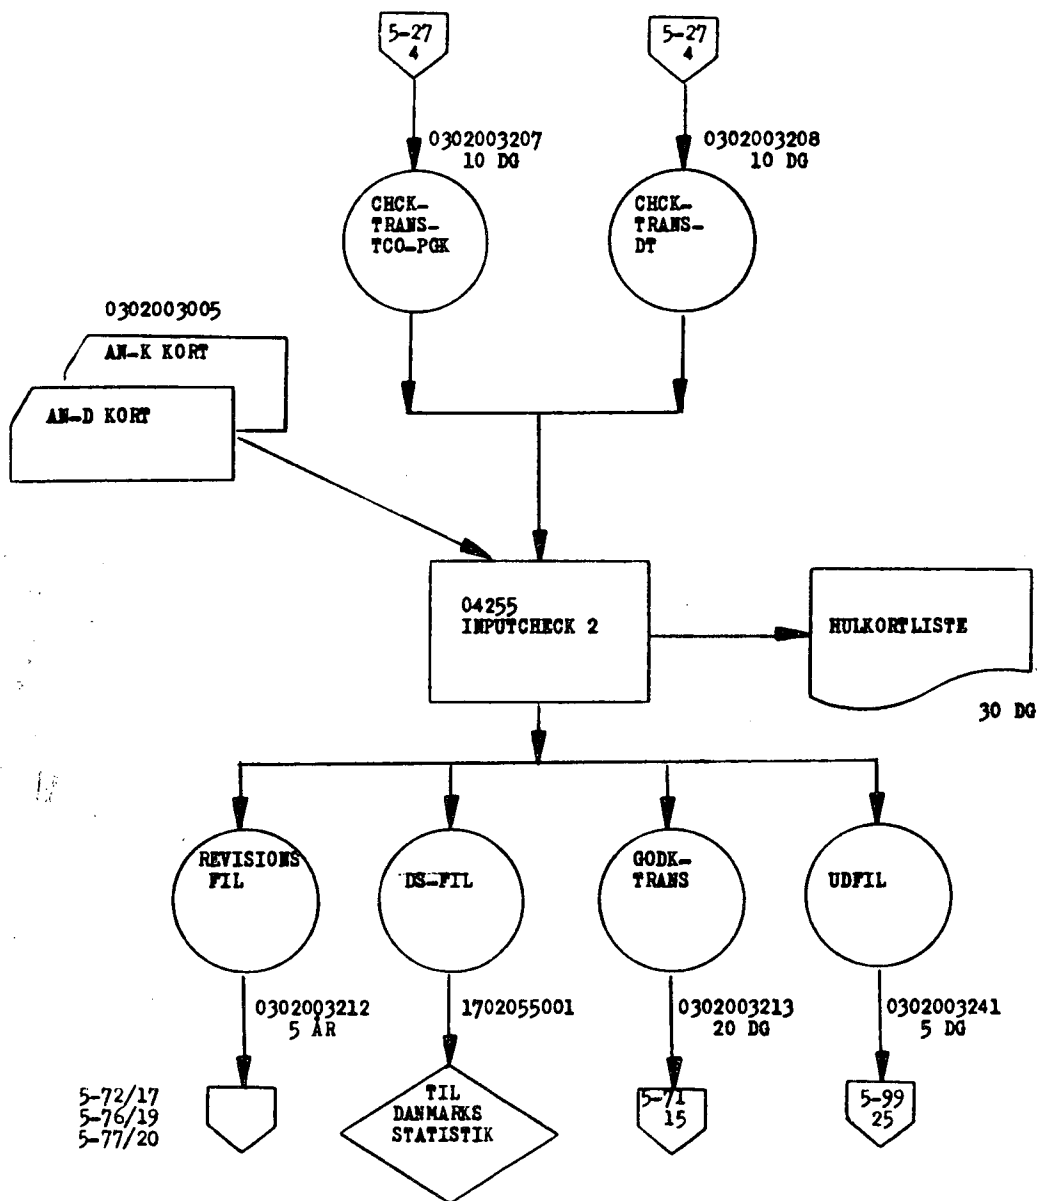 5-27
4
5-27
4
0302003207
10 DG
0302003208
10 DG
CHCK-
TRANS-
TCO-PGK
CHCK-
TRANS-
DT
0302003005
AN-K KORT
AN-D KORT
04255
INPUTCHECK 2
HULKORTLISTE
30 DG
REVISIONS
FIL
DS-FIL
GODK-
TRANS
UDFIL
0302003212
5 ÅR
1702055001
0302003213
20 DG
0302003241
5 DG
5-72/17
5-76/19
5-77/20
TIL
DANMARKS
STATISTIK
5-71
15
5-99
25